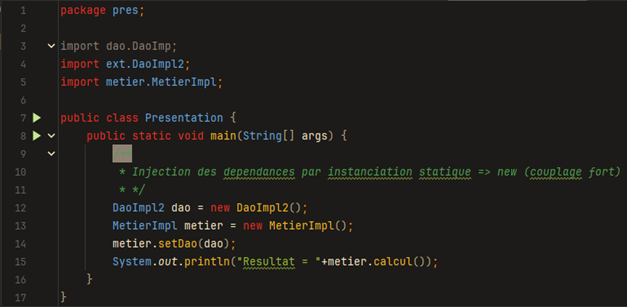 1 package pres;
2
3 import dao.DaoImp;
4 import ext.DaoImpl2;
5 import metier.MetierImpl;
6
7 public class Presentation {
8 public static void main(String[] args) {
9 /**
10 * Injection des dependances par instanciation statique => new (couplage fort)
11 * */
12 DaoImpl2 dao = new DaoImpl2();
13 MetierImpl metier = new MetierImpl();
14 metier.setDao(dao);
15 System.out.println("Resultat = "+metier.calcul());
16 }
17 }